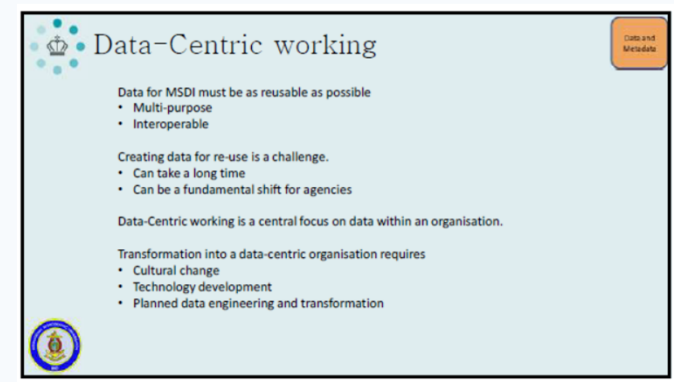 Data-Centric working
Data and
Metadata
Data for MSDI must be as reusable as possible
• Multi-purpose
• Interoperable
Creating data for re-use is a challenge.
• Can take a long time
• Can be a fundamental shift for agencies
Data-Centric working is a central focus on data within an organisation.
Transformation into a data-centric organisation requires
• Cultural change
• Technology development
• Planned data engineering and transformation